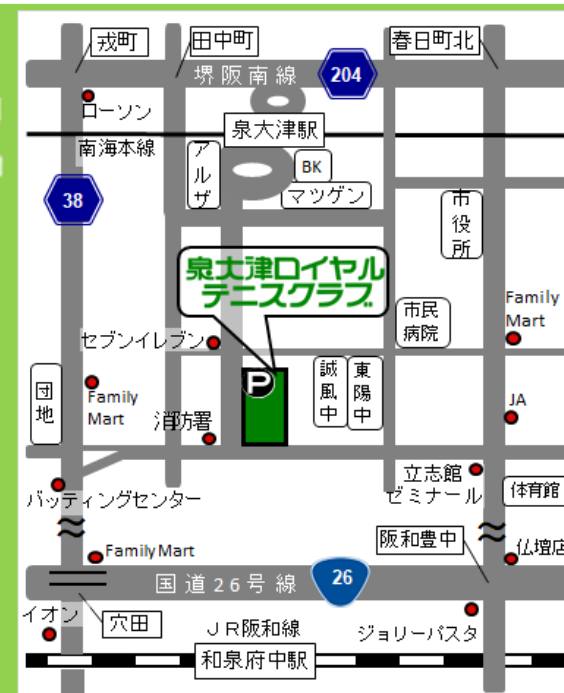 戎町
田中町
春日町北
堺阪南線
204
ローソン
泉大津駅
南海本線
アルザ
BK
マツゲン
38
市役所
泉大津ロイヤル
テニスクラブ
市民
病院
Family
Mart
セブンイレブン
P
誠風中
東陽中
団地
Family
Mart
JA
消防署
立志館
ゼミナール
体育館
バッティングセンター
阪和豊中
仏壇店
FamilyMart
国道26号線
26
イオン
穴田
JR阪和線
ジョリーパスタ
和泉府中駅